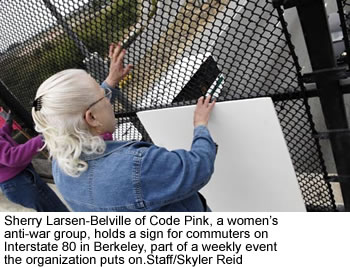 Sherry Larsen-Belville of Code Pink, a women's
anti-war group, holds a sign for commuters on
Interstate 80 in Berkeley, part of a weekly event
the organization puts on.Staff/Skyler Reid